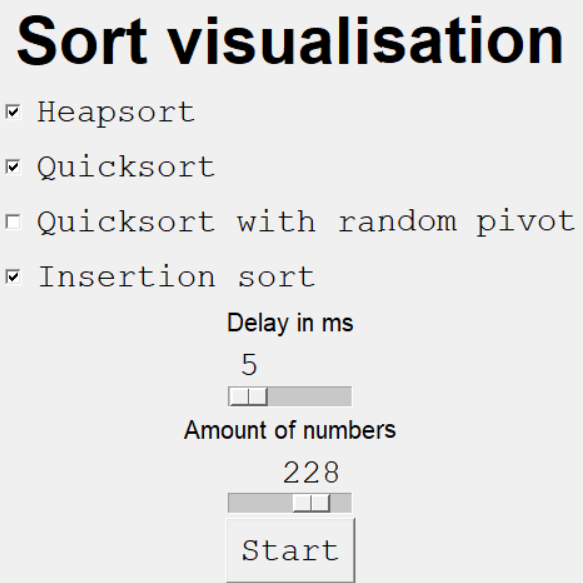 Sort visualisation
Heapsort
Quicksort
Quicksort with random pivot
Insertion sort
Delay in ms
5
Amount of numbers
228
Start